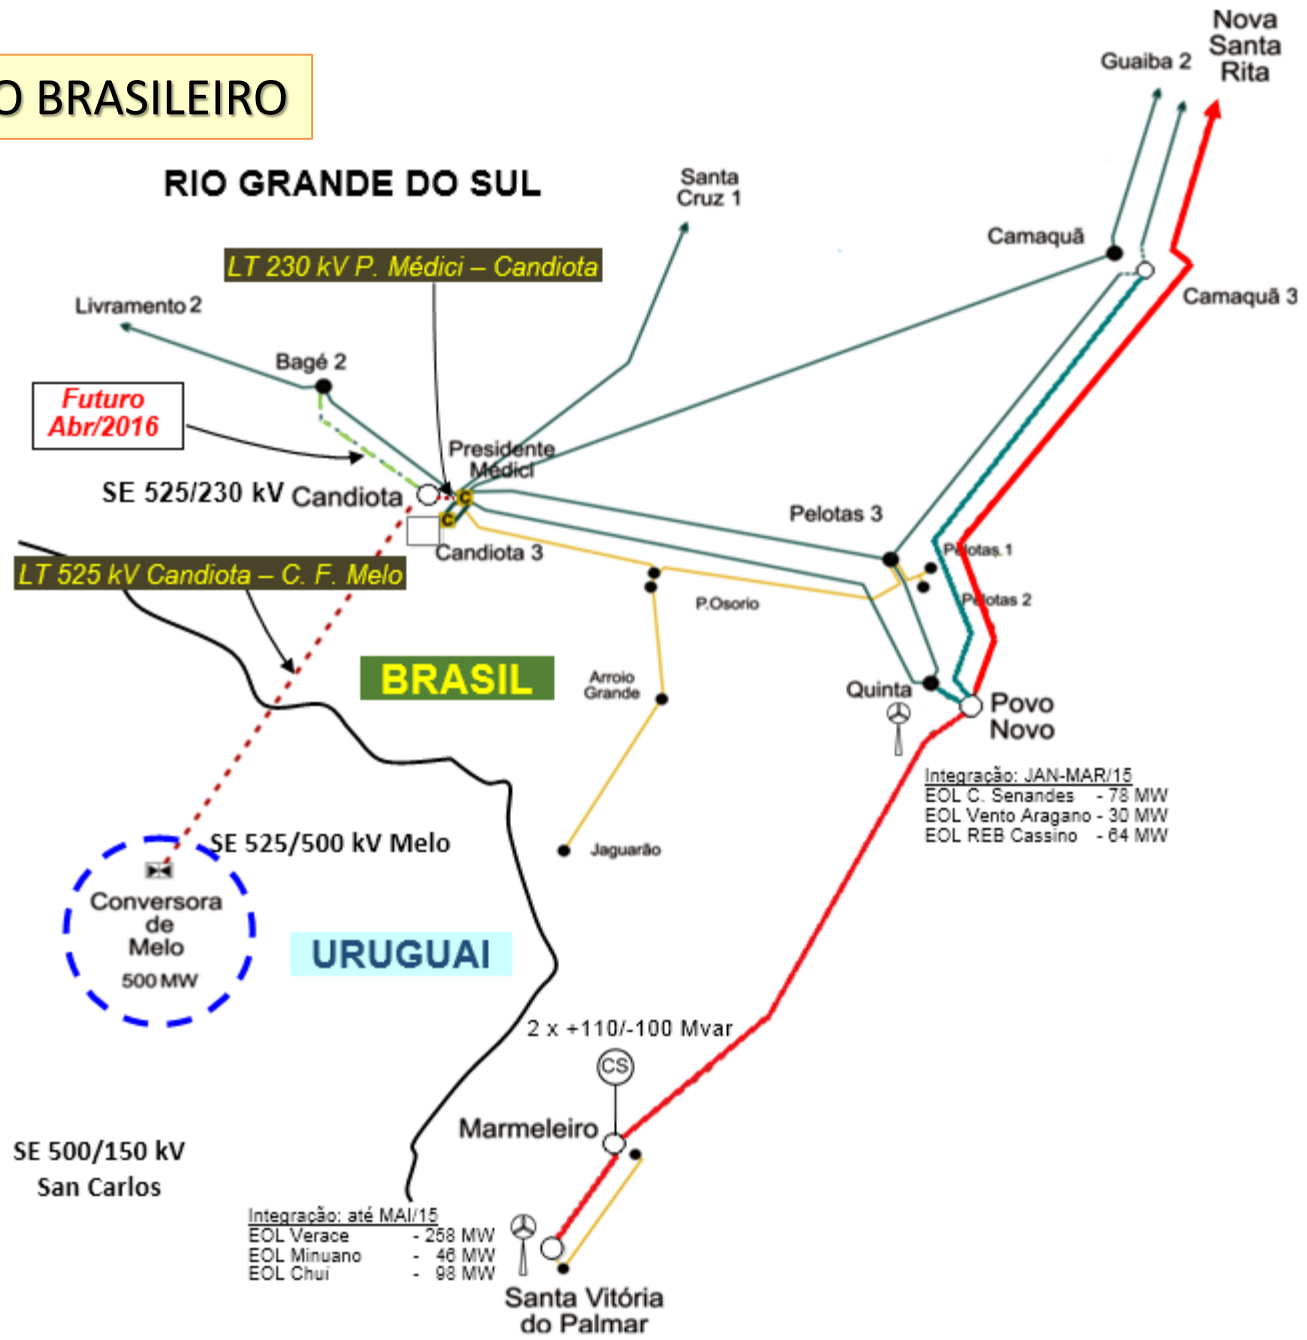 O BRASILEIRO
Nova
Santa
Rita
Guaiba 2
RIO GRANDE DO SUL
Santa
Cruz 1
Camaquã
LT 230 kV P. Médici – Candiota
Livramento 2
Camaquã 3
Bagé 2
Futuro
Abr/2016
Presidente
Médici
SE 525/230 kV
Candiota
C
C
Pelotas 3
Candiota 3
Pelotas 1
LT 525 kV Candiota – C. F. Melo
P.Osorio
Pelotas 2
BRASIL
Arroio
Grande
Quinta
Povo
Novo
Integração: JAN-MAR/15
EOL C. Senandes - 78 MW
EOL Vento Aragano - 30 MW
EOL REB Cassino - 64 MW
SE 525/500 kV Melo
Jaguarão
Conversora
de
Melo
500 MW
URUGUAI
2 x +110/-100 Mvar
CS
Marmeleiro
SE 500/150 kV
San Carlos
Integração: até MAI/15
EOL Verace - 258 MW
EOL Minuano - 46 MW
EOL Chuí - 98 MW
Santa Vitória
do Palmar